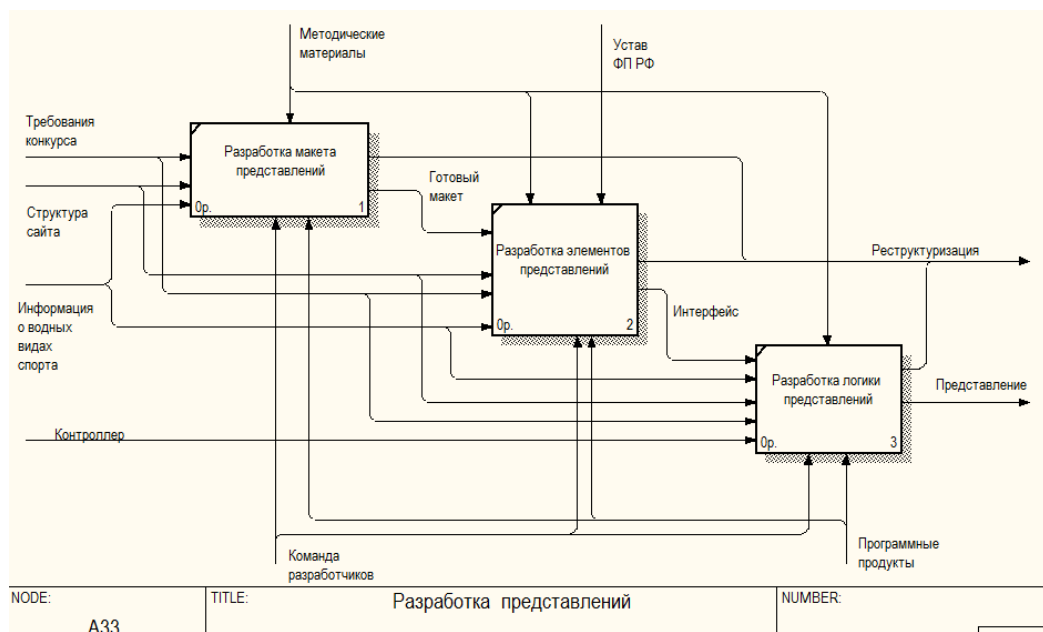 Методические
материалы
Устав
ФП РФ
Требования
конкурса
Разработка макета
представлений
0р.
1
Готовый
макет
Структура
сайта
Разработка элементов
представлений
0р.
2
Реструктуризация
Информация
о водных
видах
спорта
Интерфейс
Разработка логики
представлений
0р.
3
Представление
Контроллер
Команда
разработчиков
Программные
продукты
NODE:
TITLE:
Разработка представлений
NUMBER:
A33